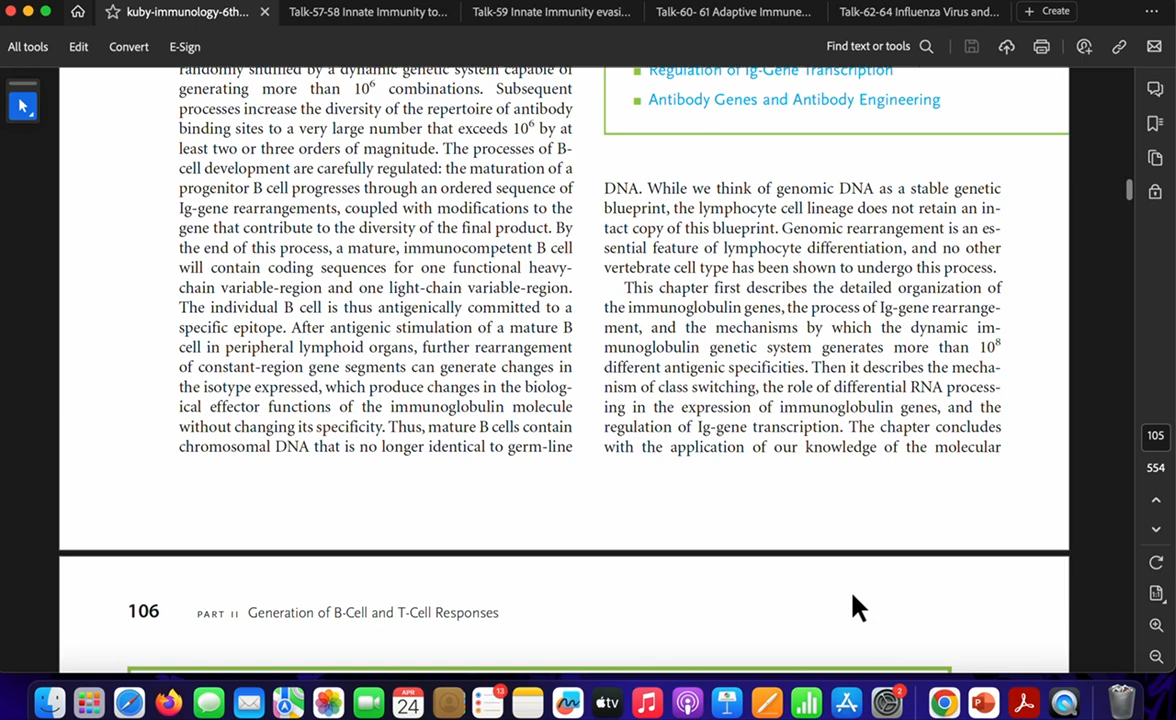 kuby-immunology-6th...
Talk-57-58 Innate Immunity to...
Talk-59 Innate Immunity evasi...
Talk-60- 61 Adaptive Immune...
Talk-62-64 Influenza Virus and...
+ Create
All tools
Edit
Convert
E-Sign
Find text or tools
randomly shuffled by a dynamic genetic system capable of
generating more than 10⁶ combinations. Subsequent
processes increase the diversity of the repertoire of antibody
binding sites to a very large number that exceeds 10⁶ by at
least two or three orders of magnitude. The processes of B-
cell development are carefully regulated: the maturation of a
progenitor B cell progresses through an ordered sequence of
Ig-gene rearrangements, coupled with modifications to the
gene that contribute to the diversity of the final product. By
the end of this process, a mature, immunocompetent B cell
will contain coding sequences for one functional heavy-
chain variable-region and one light-chain variable-region.
The individual B cell is thus antigenically committed to a
specific epitope. After antigenic stimulation of a mature B
cell in peripheral lymphoid organs, further rearrangement
of constant-region gene segments can generate changes in
the isotype expressed, which produce changes in the biolog-
ical effector functions of the immunoglobulin molecule
without changing its specificity. Thus, mature B cells contain
chromosomal DNA that is no longer identical to germ-line
Regulation of Ig-Gene Transcription
Antibody Genes and Antibody Engineering
DNA. While we think of genomic DNA as a stable genetic
blueprint, the lymphocyte cell lineage does not retain an in-
tact copy of this blueprint. Genomic rearrangement is an es-
sential feature of lymphocyte differentiation, and no other
vertebrate cell type has been shown to undergo this process.
This chapter first describes the detailed organization of
the immunoglobulin genes, the process of Ig-gene rearrange-
ment, and the mechanisms by which the dynamic im-
munoglobulin genetic system generates more than 10⁸
different antigenic specificities. Then it describes the mecha-
nism of class switching, the role of differential RNA process-
ing in the expression of immunoglobulin genes, and the
regulation of Ig-gene transcription. The chapter concludes
with the application of our knowledge of the molecular
105
554
106 PART II Generation of B-Cell and T-Cell Responses
APR
24
13
tv
2